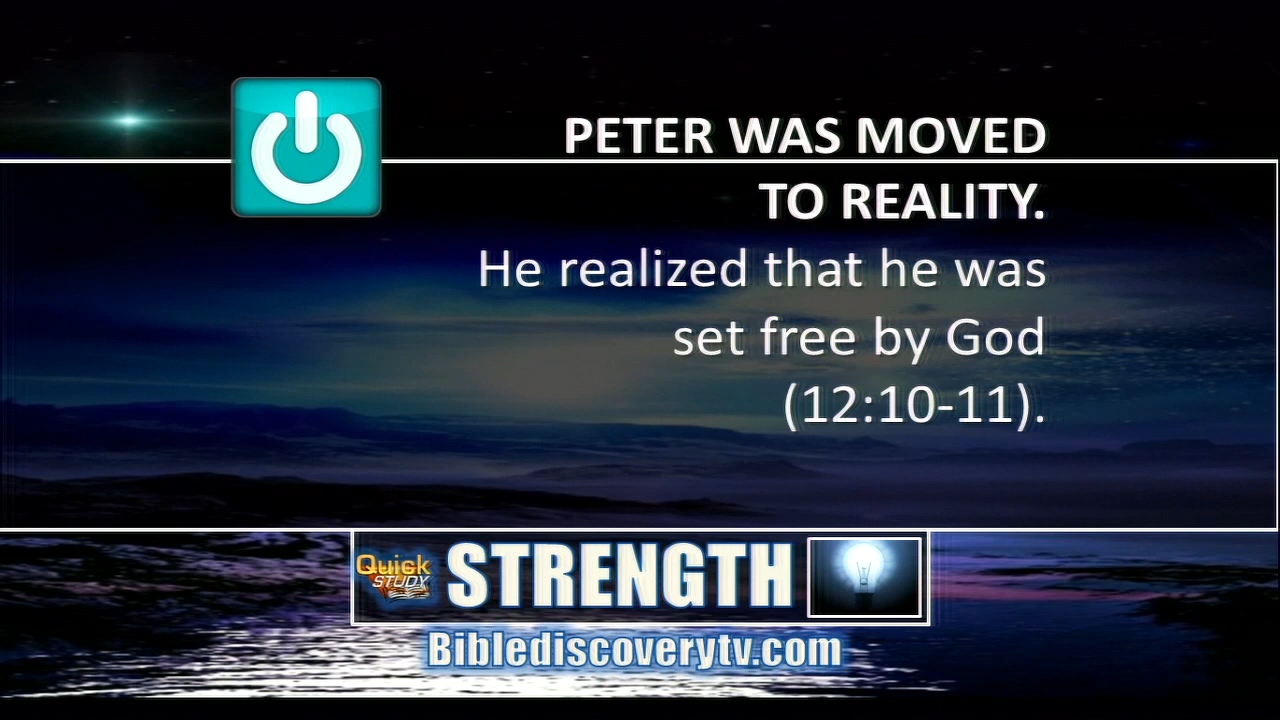 PETER WAS MOVED
TO REALITY.
He realized that he was
set free by God
(12:10-11).
Quick
STUDY
STRENGTH
Biblediscoverytv.com